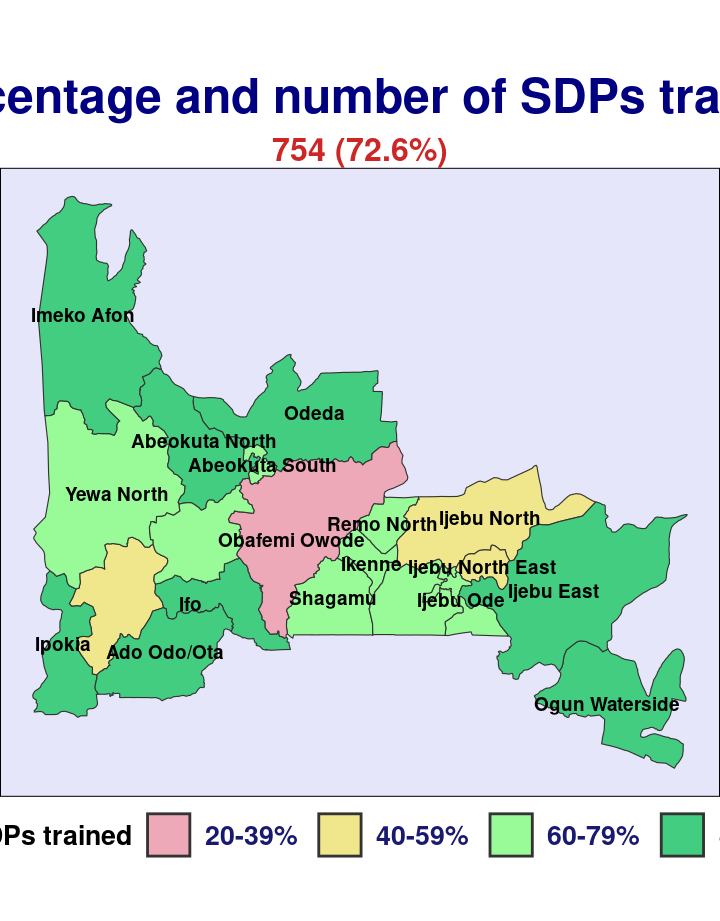 centage and number of SDPs tra
754 (72.6%)
Imeko Afon
Odeda
Abeokuta North
Abeokuta South
Yewa North
Ijebu North
Remo North
Obafemi Owode
Ikenne
Ijebu North East
Ijebu East
Shagamu
Ijebu Ode
Ifo
Ipokia
Ado Odo/Ota
Ogun Waterside
DPs trained 20-39% 40-59% 60-79%